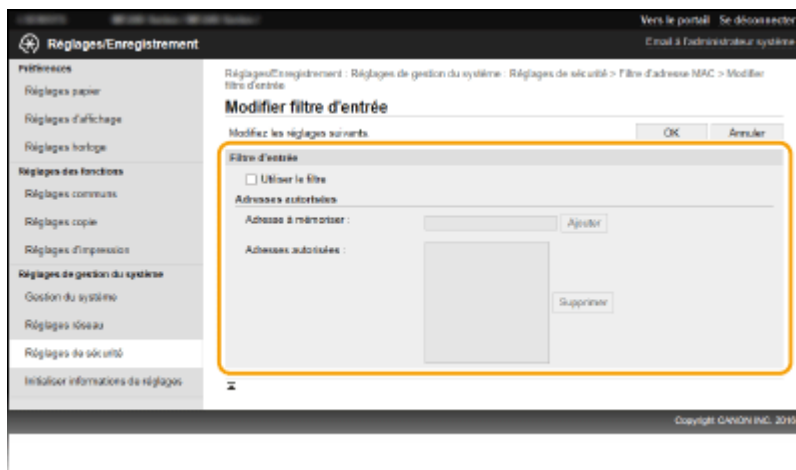 Vers le portail Se déconnecter
Réglages/Enregistrement
Email à l'administrateur système
Préférences
Réglages papier
Réglages d'affichage
Réglages horloge
Réglages des fonctions
Réglages communs
Réglages copie
Réglages d'impression
Réglages de gestion du système
Gestion du système
Réglages réseau
Réglages de sécurité
Initialiser informations de réglages
Réglages/Enregistrement : Réglages de gestion du système : Réglages de sécurité > Filtre d'adresse MAC > Modifier
filtre d'entrée
Modifier filtre d'entrée
Modifiez les réglages suivants.
OK
Annuler
Filtre d'entrée
Utiliser le filtre
Adresses autorisées
Adresse à mémoriser :
Ajouter
Adresses autorisées :
Supprimer
Copyright CANON INC. 2016